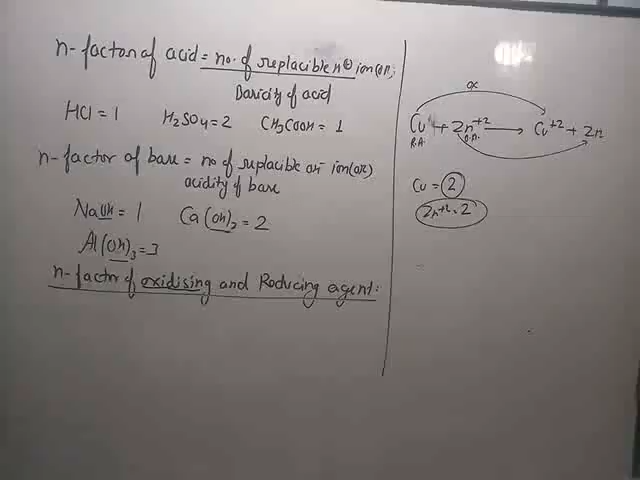 n-factor of acid = no. of replacible H⊕ ion (or)
Basicity of acid
HCl = 1 H₂SO₄ = 2 CH₃COOH = 1
n-factor of base = no of replacible OH⁻ ion (or)
acidity of base
NaOH = 1 Ca(OH)₂ = 2
Al(OH)₃ = 3
n-factor of oxidising and Reducing agent:
ox
Cu + Zn⁺² → Cu⁺² + Zn
R.A. O.A.
Cu = 2
Zn⁺² = 2